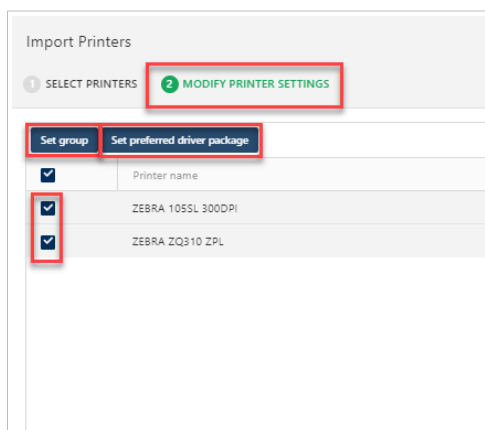 Import Printers
1 SELECT PRINTERS 2 MODIFY PRINTER SETTINGS
Set group Set preferred driver package
Printer name
ZEBRA 105SL 300DPI
ZEBRA ZQ310 ZPL